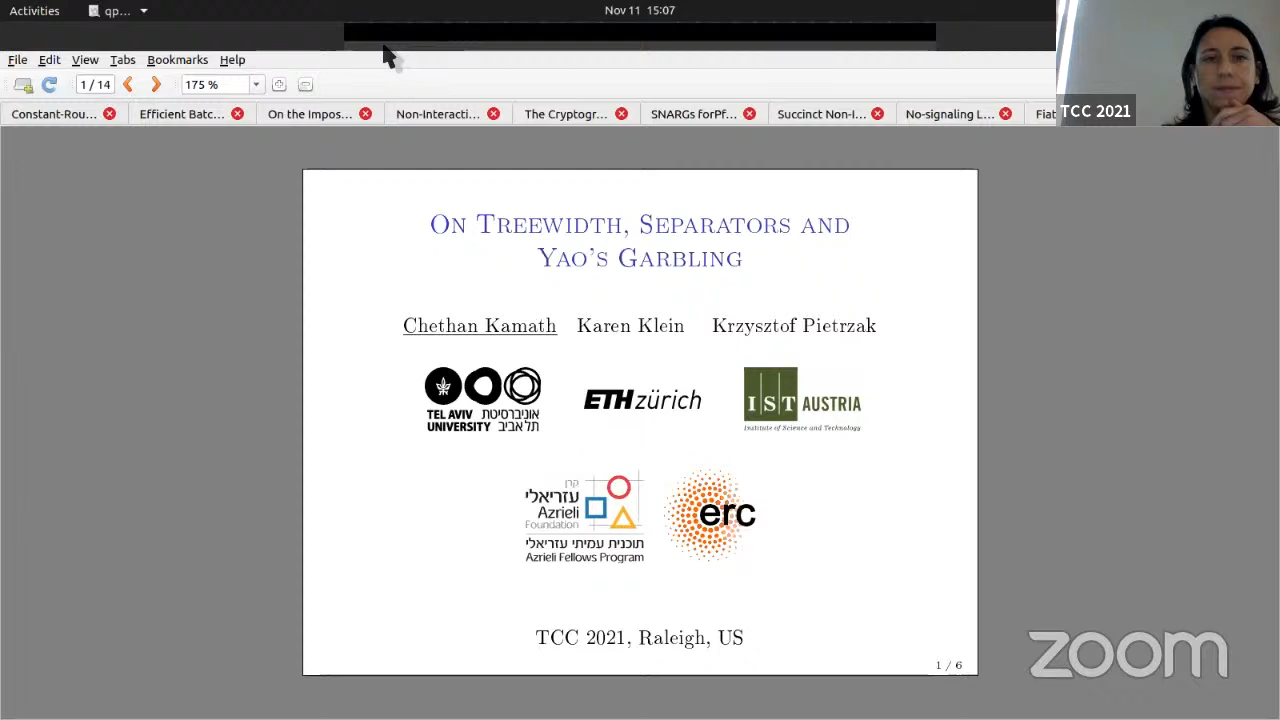 Activities
qp...
Nov 11 15:07
File Edit View Tabs Bookmarks Help
1 / 14
175 %
Constant-Rou...
Efficient Batc...
On the Impos...
Non-Interacti...
The Cryptogr...
SNARGs forPf...
Succinct Non-I...
No-signaling L...
Fiat
TCC 2021
On Treewidth, Separators and
Yao's Garbling
Chethan Kamath Karen Klein Krzysztof Pietrzak
TEL AVIV אוניברסיטת
UNIVERSITY תל אביב
ETH zürich
IST AUSTRIA
Institute of Science and Technology
קרן
עזריאלי
Azrieli
Foundation
תוכנית עמיתי עזריאלי
Azrieli Fellows Program
erc
TCC 2021, Raleigh, US
1 / 6
zoom